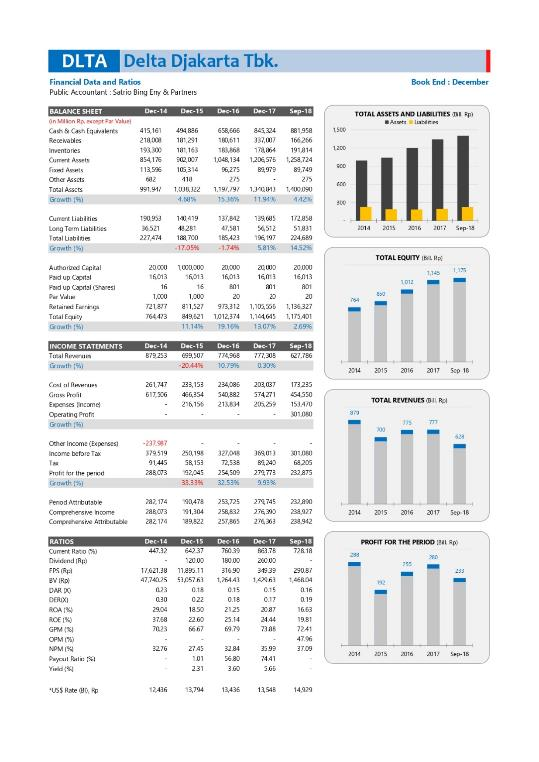 DLTA Delta Djakarta Tbk.
Financial Data and Ratios Book End : December
Public Accountant : Satrio Bing Eny & Partners
BALANCE SHEET Dec-14 Dec-15 Dec-16 Dec-17 Sep-18
(in Million Rp, except Par Value)
Cash & Cash Equivalents 415,161 494,886 658,666 845,324 881,958
Receivables 218,008 181,291 180,611 337,007 166,266
Inventories 193,300 181,163 183,868 178,864 191,814
Current Assets 854,176 902,007 1,048,134 1,206,576 1,258,724
Fixed Assets 113,596 105,314 96,275 89,979 89,749
Other Assets 682 418 275 - 275
Total Assets 991,947 1,038,322 1,197,797 1,340,843 1,400,090
Growth (%) 4.68% 15.36% 11.94% 4.42%
Current Liabilities 190,953 140,419 137,842 139,685 172,858
Long Term Liabilities 36,521 48,281 47,581 56,512 51,831
Total Liabilities 227,474 188,700 185,423 196,197 224,689
Growth (%) -17.05% -1.74% 5.81% 14.52%
Authorized Capital 20,000 1,000,000 20,000 20,000 20,000
Paid up Capital 16,013 16,013 16,013 16,013 16,013
Paid up Capital (Shares) 16 16 801 801 801
Par Value 1,000 1,000 20 20 20
Retained Earnings 721,877 811,527 973,312 1,105,556 1,136,327
Total Equity 764,473 849,621 1,012,374 1,144,645 1,175,401
Growth (%) 11.14% 19.16% 13.07% 2.69%
INCOME STATEMENTS Dec-14 Dec-15 Dec-16 Dec-17 Sep-18
Total Revenues 879,253 699,507 774,968 777,308 627,786
Growth (%) -20.44% 10.79% 0.30%
Cost of Revenues 261,747 233,153 234,086 203,037 173,235
Gross Profit 617,506 466,354 540,882 574,271 454,550
Expenses (Income) - 216,156 213,834 205,259 153,470
Operating Profit - - - - 301,080
Growth (%)
Other Income (Expenses) -237,987 - - - -
Income before Tax 379,519 250,198 327,048 369,013 301,080
Tax 91,445 58,153 72,538 89,240 68,205
Profit for the period 288,073 192,045 254,509 279,773 232,875
Growth (%) 33.33% 32.53% 9.93%
Period Attributable 282,174 190,478 253,725 279,745 232,890
Comprehensive Income 288,073 191,304 258,832 276,390 238,927
Comprehensive Attributable 282,174 189,822 257,865 276,363 238,942
RATIOS Dec-14 Dec-15 Dec-16 Dec-17 Sep-18
Current Ratio (%) 447.32 642.37 760.39 863.78 728.18
Dividend (Rp) - 120.00 180.00 260.00 -
EPS (Rp) 17,621.38 11,895.11 316.90 349.39 290.87
BV (Rp) 47,740.25 53,057.63 1,264.43 1,429.63 1,468.04
DAR (X) 0.23 0.18 0.15 0.15 0.16
DER(X) 0.30 0.22 0.18 0.17 0.19
ROA (%) 29.04 18.50 21.25 20.87 16.63
ROE (%) 37.68 22.60 25.14 24.44 19.81
GPM (%) 70.23 66.67 69.79 73.88 72.41
OPM (%) - - - - 47.96
NPM (%) 32.76 27.45 32.84 35.99 37.09
Payout Ratio (%) - 1.01 56.80 74.41 -
Yield (%) - 2.31 3.60 5.66 -
*US$ Rate (BI), Rp 12,436 13,794 13,436 13,548 14,929
TOTAL ASSETS AND LIABILITIES (Bill. Rp)
Assets Liabilities
1,500
1,200
900
600
300
-
2014 2015 2016 2017 Sep-18
TOTAL EQUITY (Bill. Rp)
764 850 1,012 1,145 1,175
2014 2015 2016 2017 Sep-18
TOTAL REVENUES (Bill. Rp)
879 700 775 777 628
2014 2015 2016 2017 Sep-18
PROFIT FOR THE PERIOD (Bill. Rp)
288 192 255 280 233
2014 2015 2016 2017 Sep-18